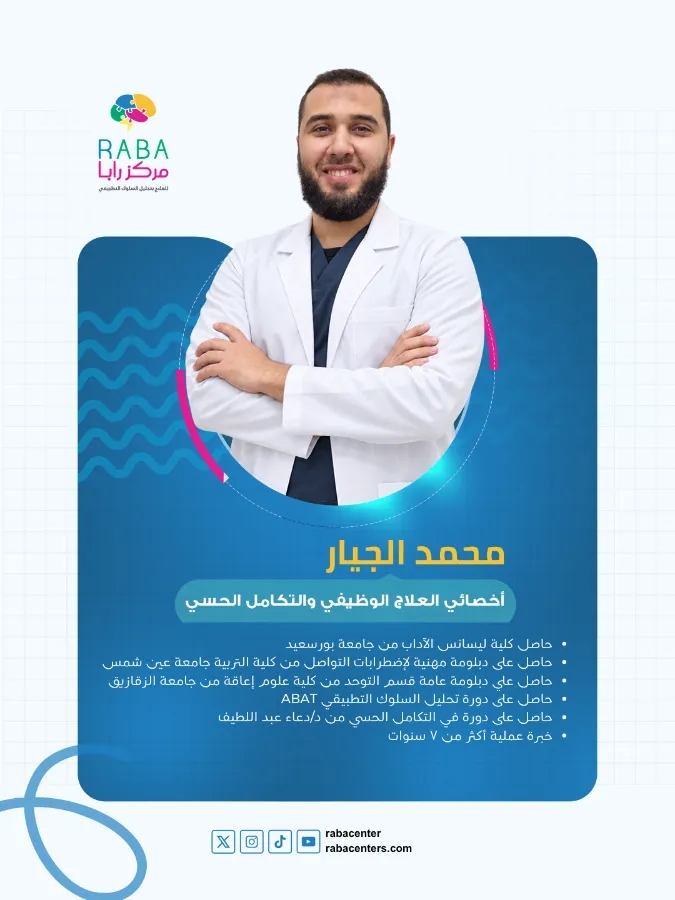 RABA
مركز رابا
للعلاج بتحليل السلوك التطبيقي
محمد الجيار
أخصائي العلاج الوظيفي والتكامل الحسي
• حاصل كلية ليسانس الآداب من جامعة بورسعيد
• حاصل على دبلومة مهنية لإضطرابات التواصل من كلية التربية جامعة عين شمس
• حاصل علي دبلومة عامة قسم التوحد من كلية علوم إعاقة من جامعة الزقازيق
• حاصل على دورة تحليل السلوك التطبيقي ABAT
• حاصل على دورة في التكامل الحسي من د/دعاء عبد اللطيف
• خبرة عملية أكثر من ٧ سنوات
rabacenter
rabacenters.com